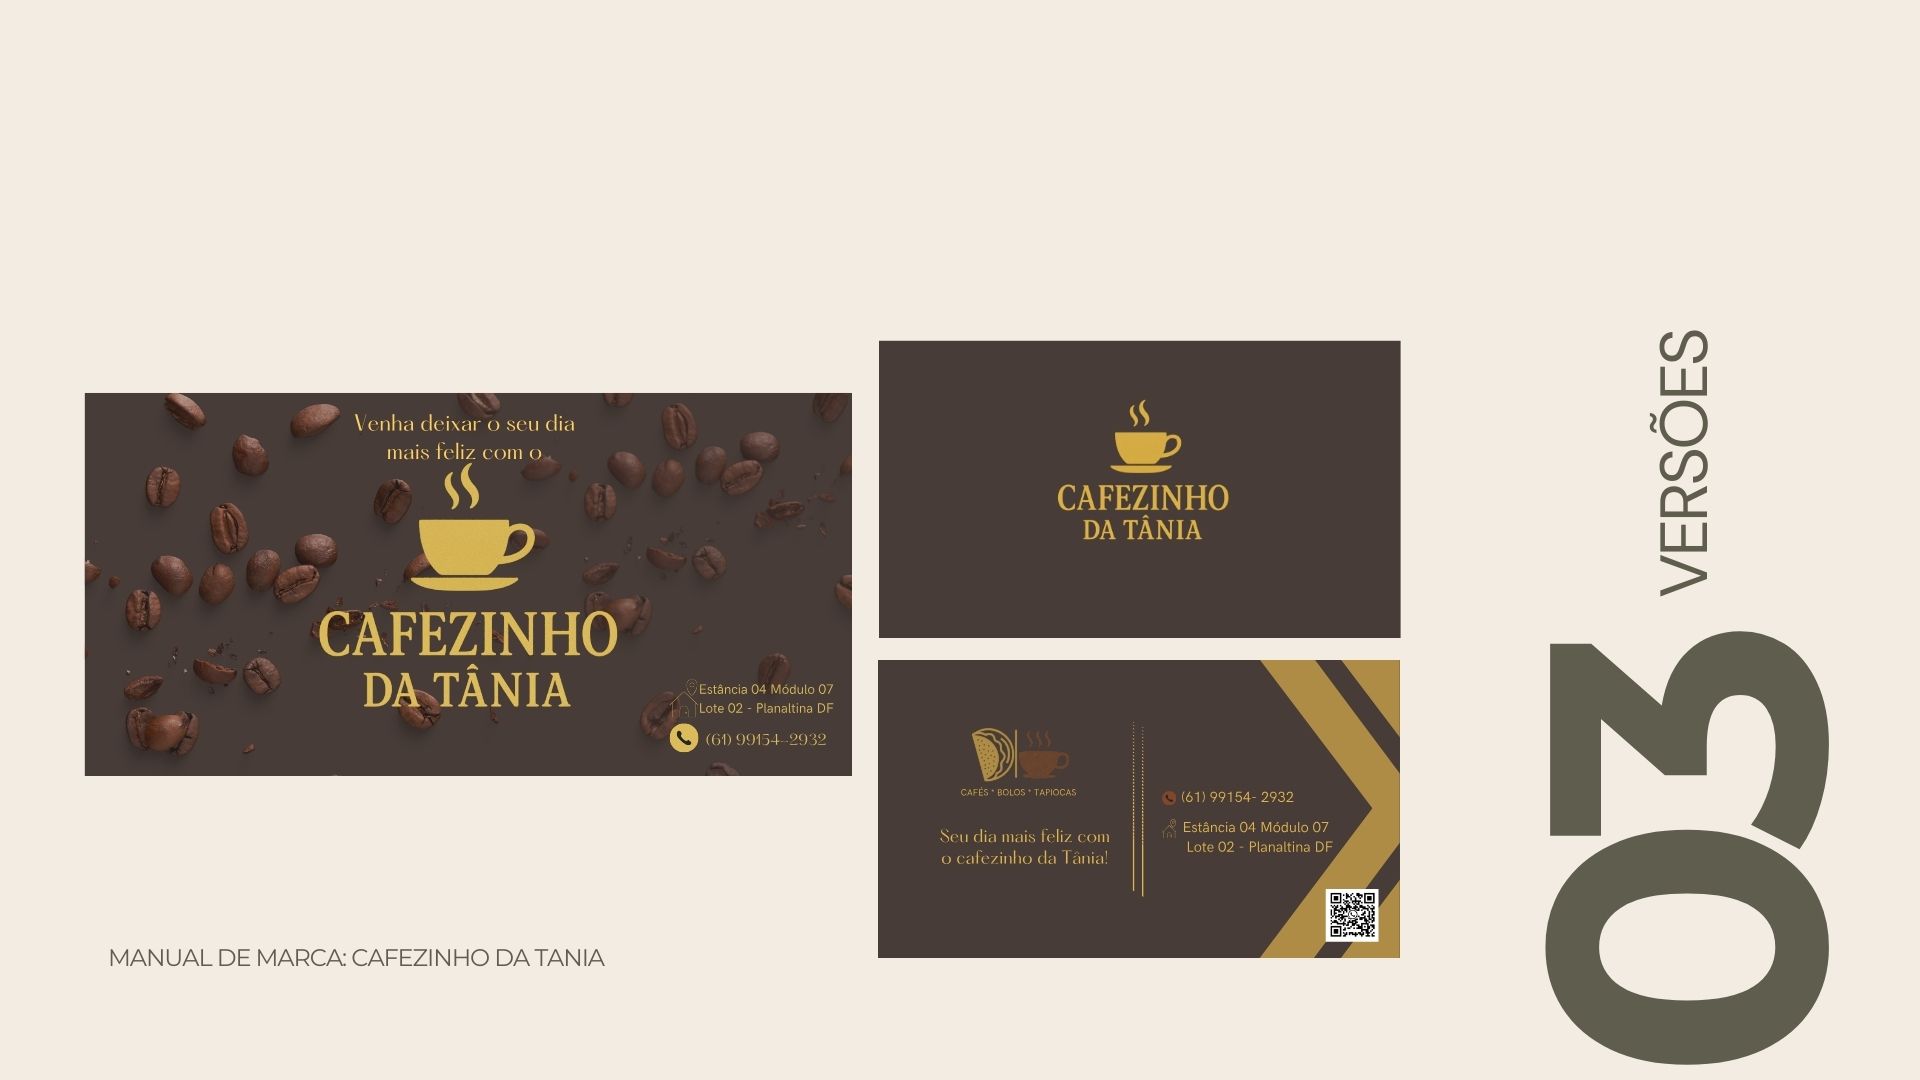 Venha deixar o seu dia
mais feliz com o
CAFEZINHO
DA TÂNIA
Estância 04 Módulo 07
Lote 02 - Planaltina DF
(61) 99154--2932
CAFEZINHO
DA TÂNIA
CAFÉS * BOLOS * TAPIOCAS
Seu dia mais feliz com
o cafezinho da Tânia!
(61) 99154- 2932
Estância 04 Módulo 07
Lote 02 - Planaltina DF
03 VERSÕES
MANUAL DE MARCA: CAFEZINHO DA TANIA